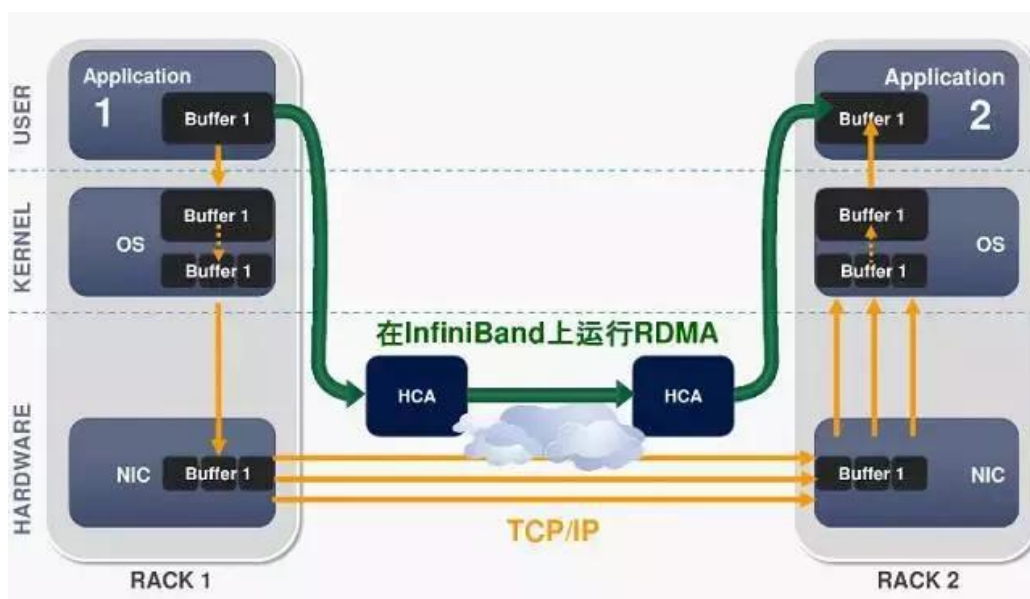 USER
KERNEL
HARDWARE
Application
1
Buffer 1
OS
Buffer 1
Buffer 1
NIC
Buffer 1
RACK 1
在InfiniBand上运行RDMA
HCA
HCA
TCP/IP
Application
2
Buffer 1
Buffer 1
OS
Buffer 1
Buffer 1
NIC
RACK 2